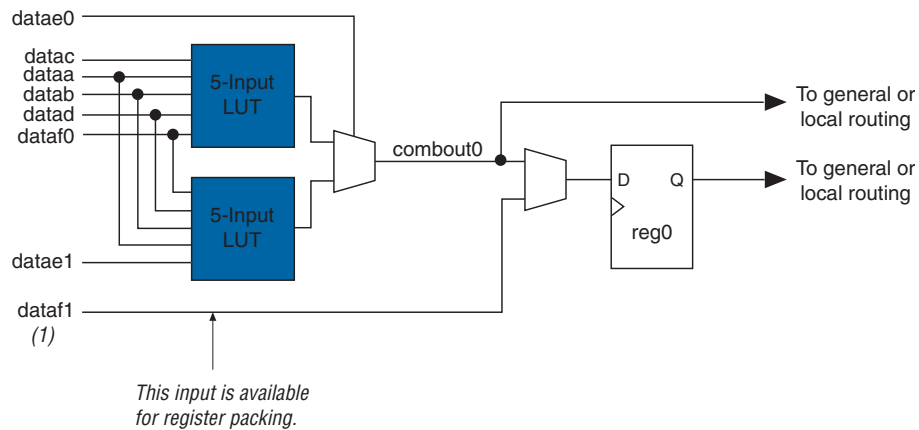 datae0
datac
dataa
datab
datad
dataf0
5-Input
LUT
combout0
To general or
local routing
D Q
reg0
To general or
local routing
5-Input
LUT
datae1
dataf1
(1)
This input is available
for register packing.